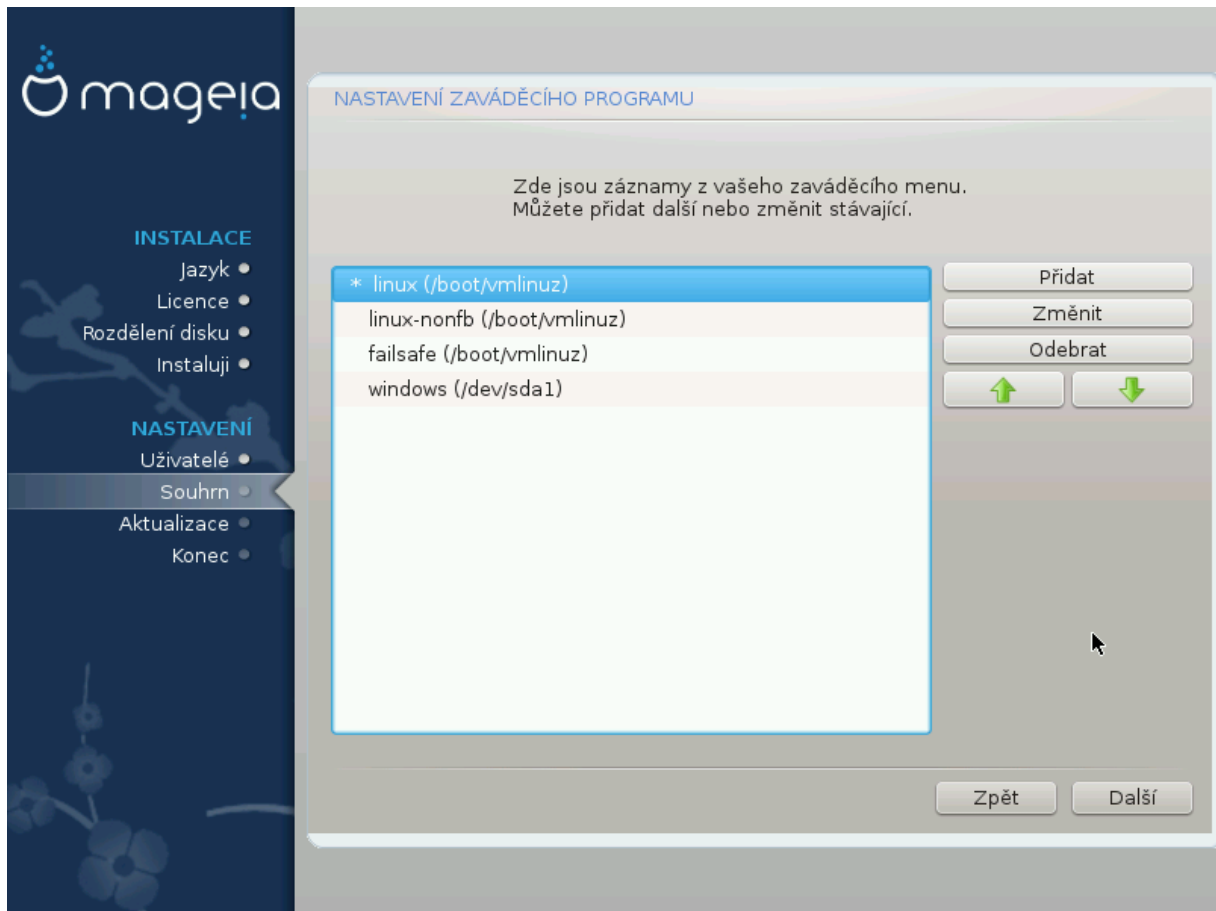 mageia
INSTALACE
Jazyk
Licence
Rozdělení disku
Instaluji
NASTAVENÍ
Uživatelé
Souhrn
Aktualizace
Konec
NASTAVENÍ ZAVÁDĚCÍHO PROGRAMU
Zde jsou záznamy z vašeho zaváděcího menu.
Můžete přidat další nebo změnit stávající.
* linux (/boot/vmlinuz)
linux-nonfb (/boot/vmlinuz)
failsafe (/boot/vmlinuz)
windows (/dev/sda1)
Přidat
Změnit
Odebrat
Zpět
Další